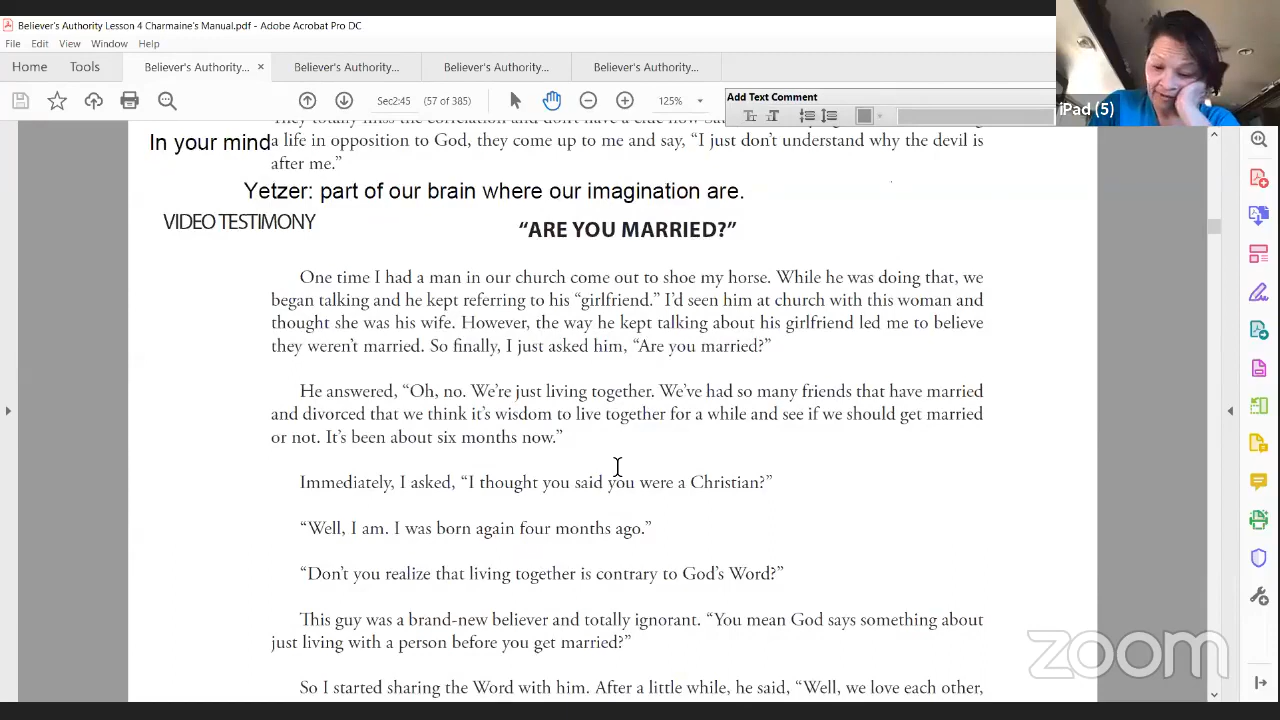 Believer's Authority Lesson 4 Charmaine's Manual.pdf - Adobe Acrobat Pro DC
File Edit View Window Help
Home Tools Believer's Authority... × Believer's Authority... Believer's Authority... Believer's Authority...
Sec2:45 (57 of 385) 125%
Add Text Comment
iPad (5)
In your mind
a life in opposition to God, they come up to me and say, “I just don’t understand why the devil is
after me.”
Yetzer: part of our brain where our imagination are.
VIDEO TESTIMONY
“ARE YOU MARRIED?”
One time I had a man in our church come out to shoe my horse. While he was doing that, we
began talking and he kept referring to his “girlfriend.” I’d seen him at church with this woman and
thought she was his wife. However, the way he kept talking about his girlfriend led me to believe
they weren’t married. So finally, I just asked him, “Are you married?”
He answered, “Oh, no. We’re just living together. We’ve had so many friends that have married
and divorced that we think it’s wisdom to live together for a while and see if we should get married
or not. It’s been about six months now.”
Immediately, I asked, “I thought you said you were a Christian?”
“Well, I am. I was born again four months ago.”
“Don’t you realize that living together is contrary to God’s Word?”
This guy was a brand-new believer and totally ignorant. “You mean God says something about
just living with a person before you get married?”
So I started sharing the Word with him. After a little while, he said, “Well, we love each other,
zoom